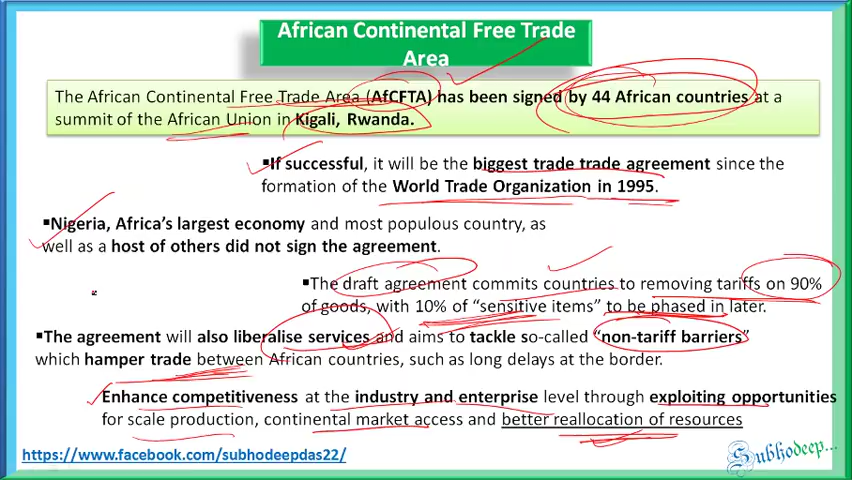 African Continental Free Trade
Area
The African Continental Free Trade Area (AfCFTA) has been signed by 44 African countries at a
summit of the African Union in Kigali, Rwanda.
▪If successful, it will be the biggest trade trade agreement since the
formation of the World Trade Organization in 1995.
▪Nigeria, Africa's largest economy and most populous country, as
well as a host of others did not sign the agreement.
▪The draft agreement commits countries to removing tariffs on 90%
of goods, with 10% of "sensitive items" to be phased in later.
▪The agreement will also liberalise services and aims to tackle so-called "non-tariff barriers"
which hamper trade between African countries, such as long delays at the border.
Enhance competitiveness at the industry and enterprise level through exploiting opportunities
for scale production, continental market access and better reallocation of resources
https://www.facebook.com/subhodeepdas22/
Subhodeep...